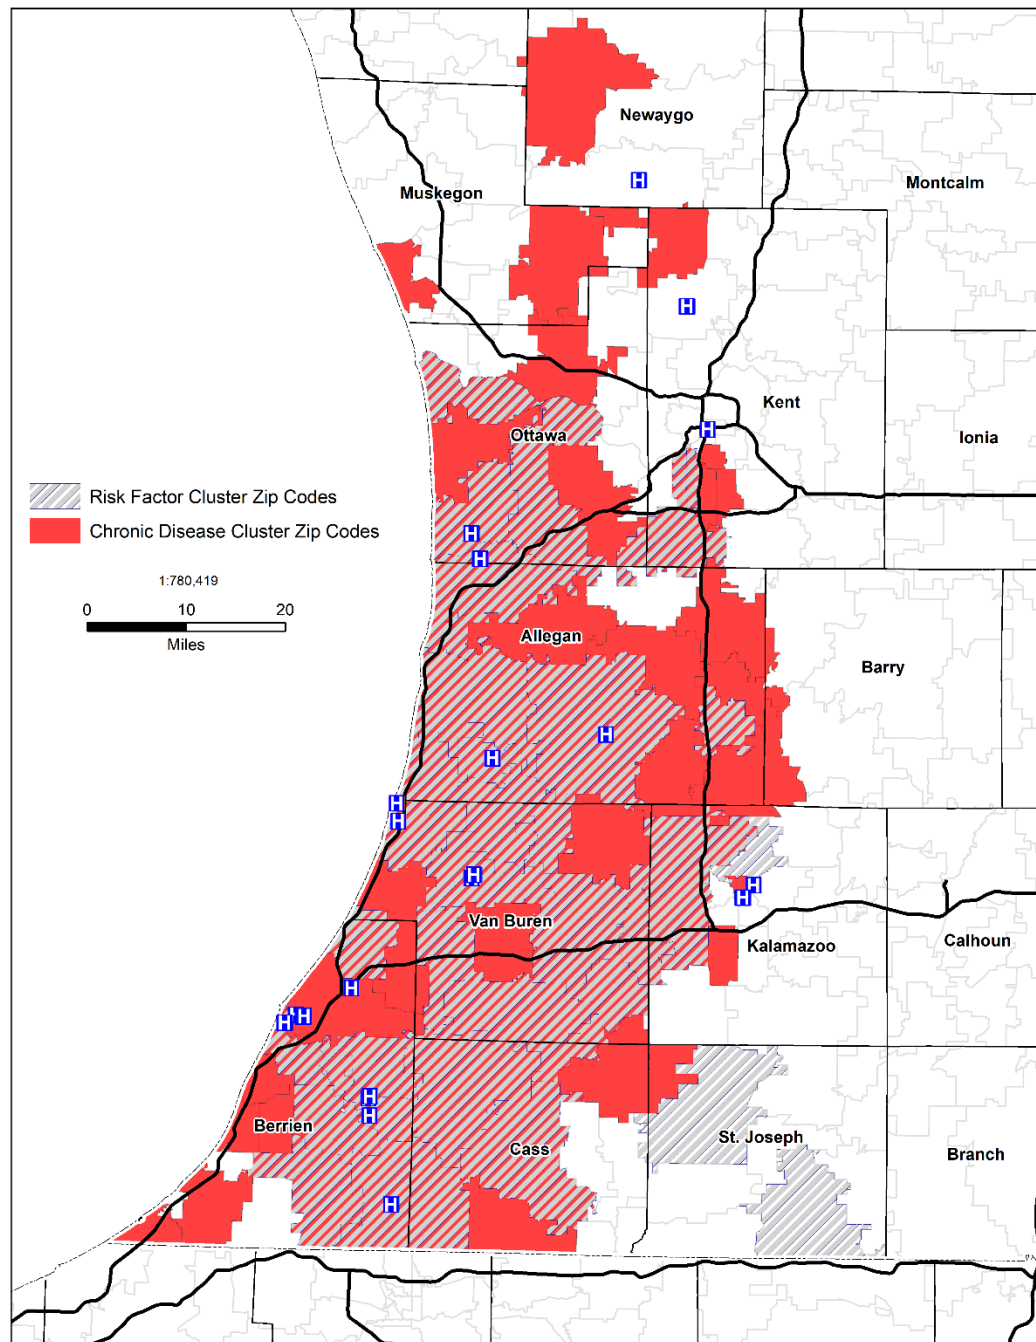 Newaygo
H
Montcalm
Muskegon
H
Kent
H
Ottawa
Ionia
Risk Factor Cluster Zip Codes
Chronic Disease Cluster Zip Codes
H
H
1:780,419
0 10 20
Miles
Allegan
Barry
H
H
H
H
H
H
H
Van Buren
Kalamazoo
Calhoun
H
H
H
H
H
Berrien
St. Joseph
Cass
Branch
H